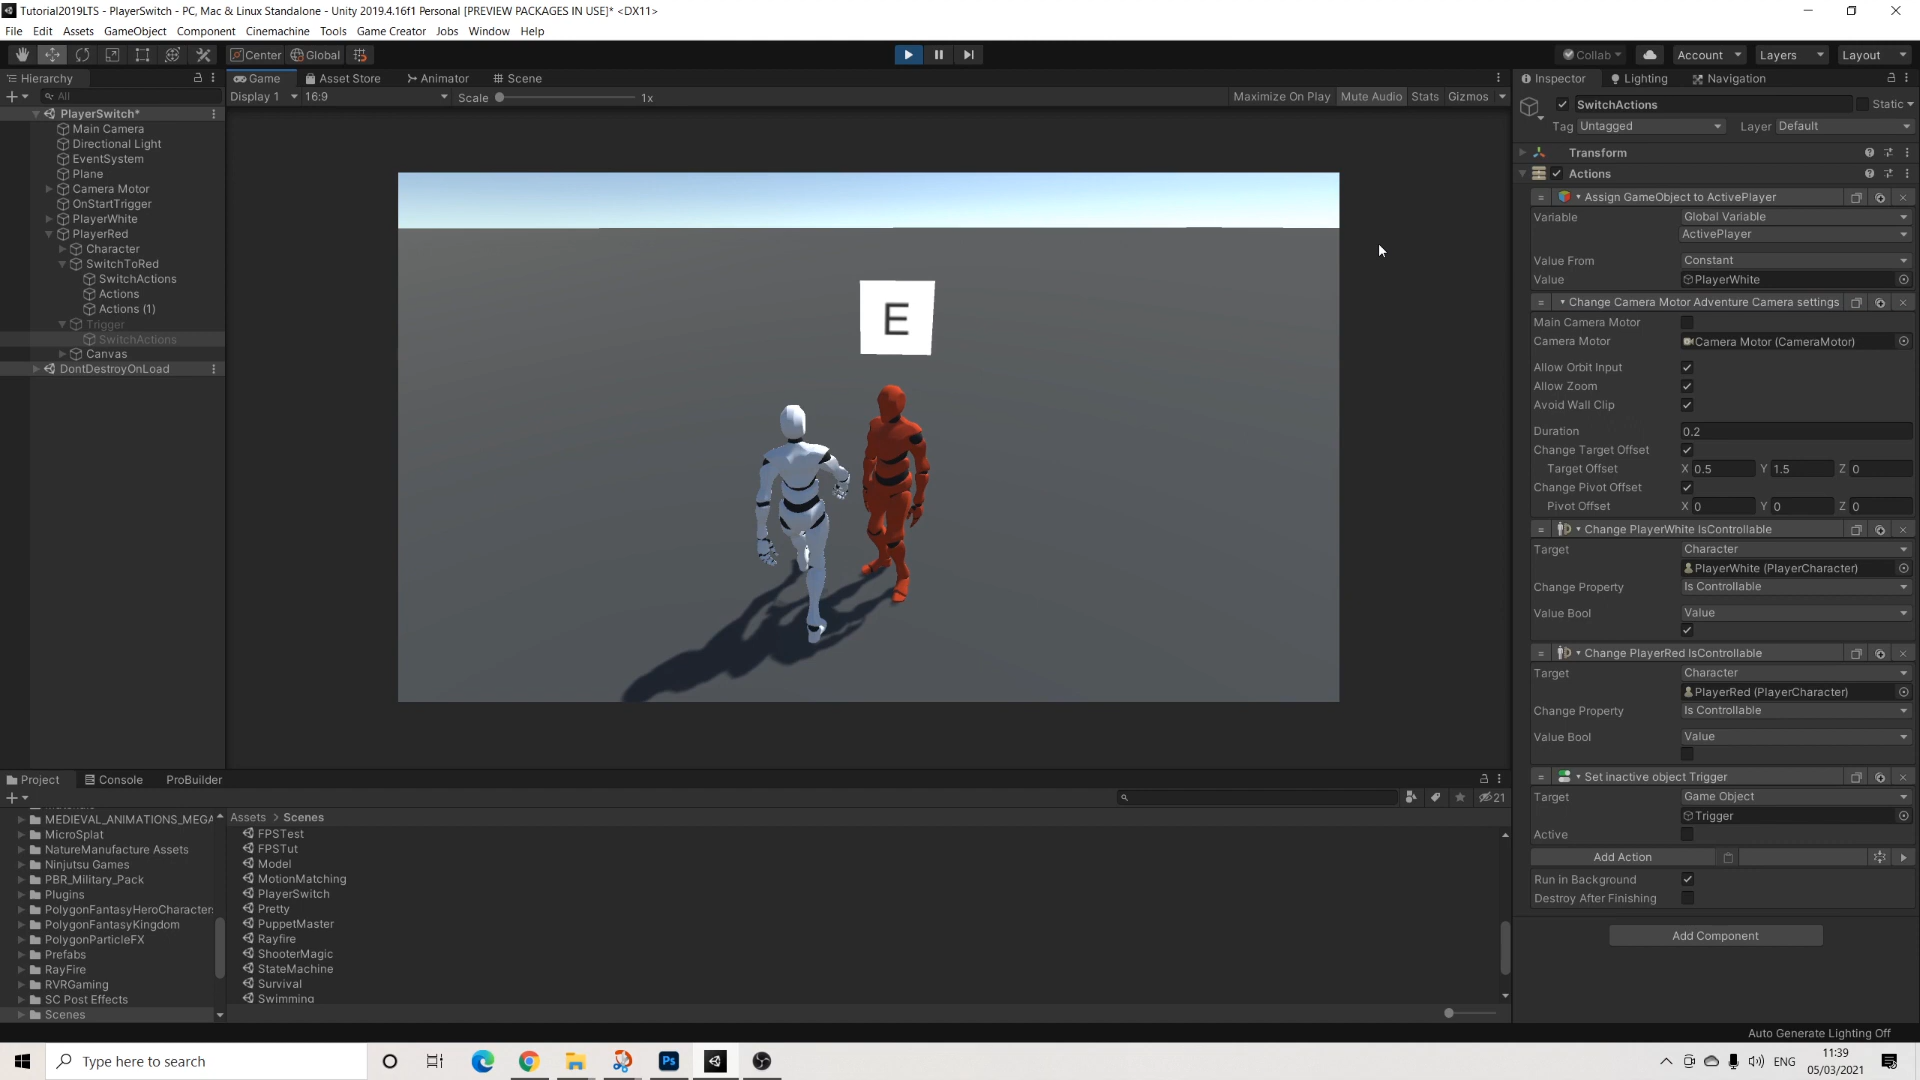 Tutorial2019LTS - PlayerSwitch - PC, Mac & Linux Standalone - Unity 2019.4.16f1 Personal [PREVIEW PACKAGES IN USE]* <DX11>
File Edit Assets GameObject Component Cinemachine Tools Game Creator Jobs Window Help
Center Global Collab Account Layers Layout
Hierarchy
All
PlayerSwitch*
Main Camera
Directional Light
EventSystem
Plane
Camera Motor
OnStartTrigger
PlayerWhite
PlayerRed
Character
SwitchToRed
SwitchActions
Actions
Actions (1)
Trigger
SwitchActions
Canvas
DontDestroyOnLoad
Game Asset Store Animator Scene
Display 1 16:9 Scale 1x Maximize On Play Mute Audio Stats Gizmos
E
Inspector Lighting Navigation
SwitchActions Static
Tag Untagged Layer Default
Transform
Actions
Assign GameObject to ActivePlayer
Variable Global Variable
ActivePlayer
Value From Constant
Value PlayerWhite
Change Camera Motor Adventure Camera settings
Main Camera Motor
Camera Motor Camera Motor (CameraMotor)
Allow Orbit Input
Allow Zoom
Avoid Wall Clip
Duration 0.2
Change Target Offset
Target Offset X 0.5 Y 1.5 Z 0
Change Pivot Offset
Pivot Offset X 0 Y 0 Z 0
Change PlayerWhite IsControllable
Target Character
PlayerWhite (PlayerCharacter)
Change Property Is Controllable
Value Bool Value
Change PlayerRed IsControllable
Target Character
PlayerRed (PlayerCharacter)
Change Property Is Controllable
Value Bool Value
Set inactive object Trigger
Target Game Object
Trigger
Active
Add Action
Run in Background
Destroy After Finishing
Add Component
Project Console ProBuilder
21
MEDIEVAL_ANIMATIONS_MEGA
MicroSplat
NatureManufacture Assets
Ninjutsu Games
PBR_Military_Pack
Plugins
PolygonFantasyHeroCharacter
PolygonFantasyKingdom
PolygonParticleFX
Prefabs
RayFire
RVRGaming
SC Post Effects
Scenes
Assets > Scenes
FPSTest
FPSTut
Model
MotionMatching
PlayerSwitch
Pretty
PuppetMaster
Rayfire
ShooterMagic
StateMachine
Survival
Swimming
Auto Generate Lighting Off
Type here to search
Ps
ENG
11:39
05/03/2021